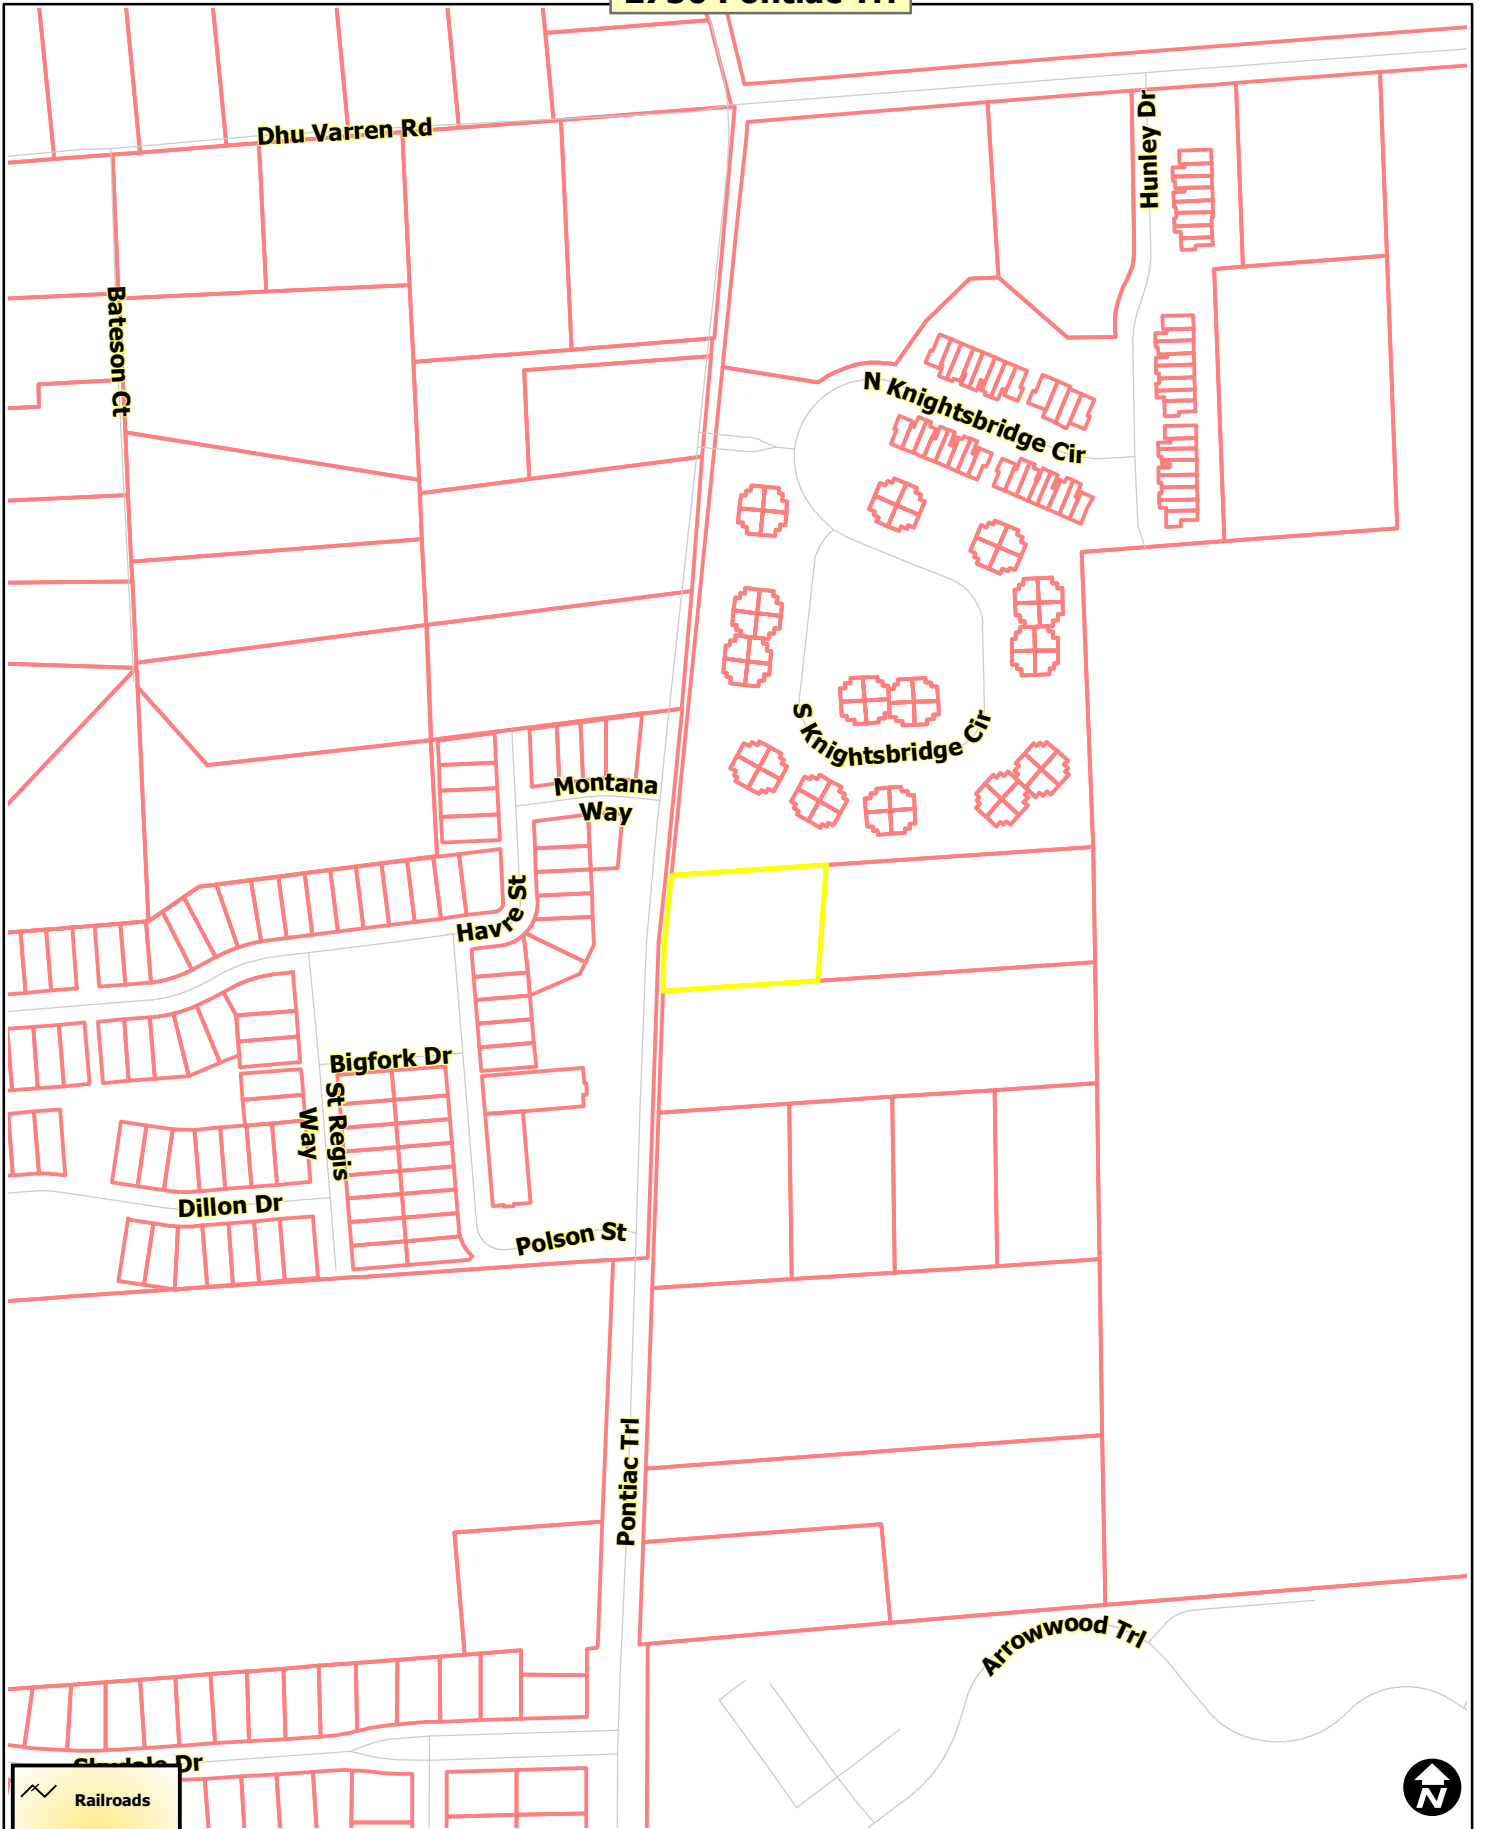 Dhu Varren Rd
Hunley Dr
Bateson Ct
N Knightsbridge Cir
S Knightsbridge Cir
Montana
Way
Havre St
Bigfork Dr
St Regis
Way
Dillon Dr
Polson St
Pontiac Trl
Arrowwood Trl
Dr
Railroads
N